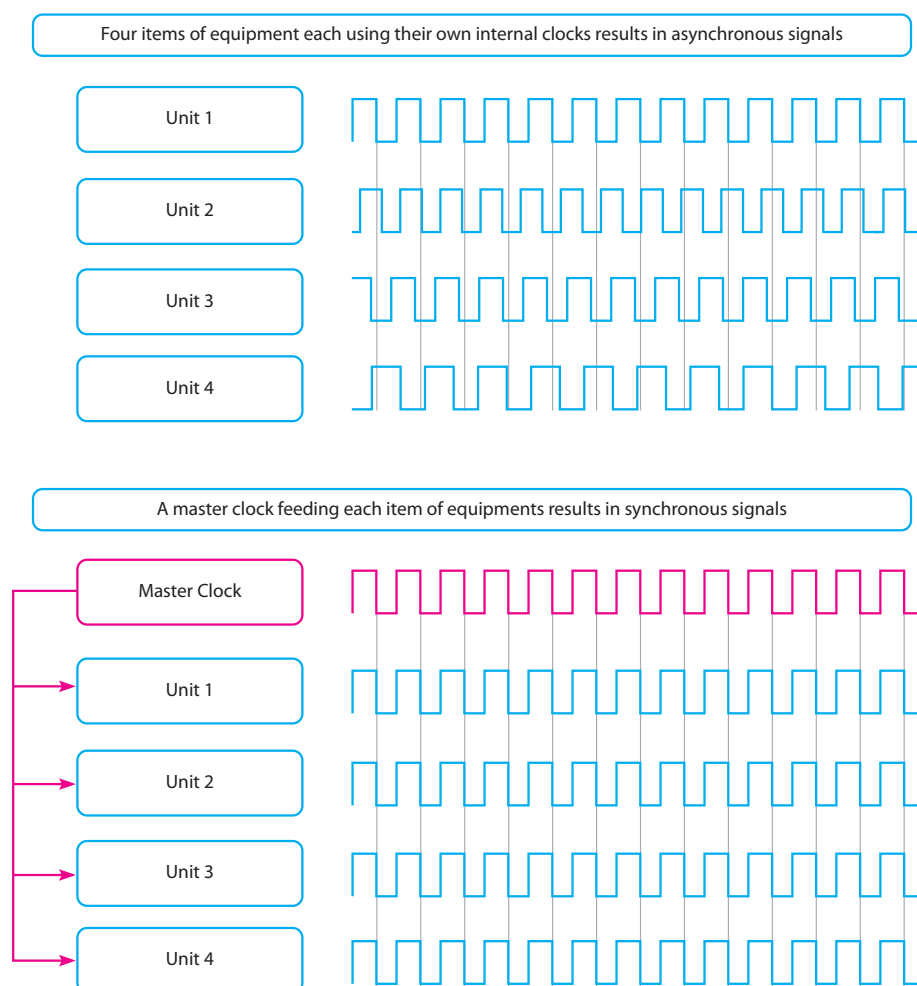 Four items of equipment each using their own internal clocks results in asynchronous signals
Unit 1
Unit 2
Unit 3
Unit 4
A master clock feeding each item of equipments results in synchronous signals
Master Clock
Unit 1
Unit 2
Unit 3
Unit 4